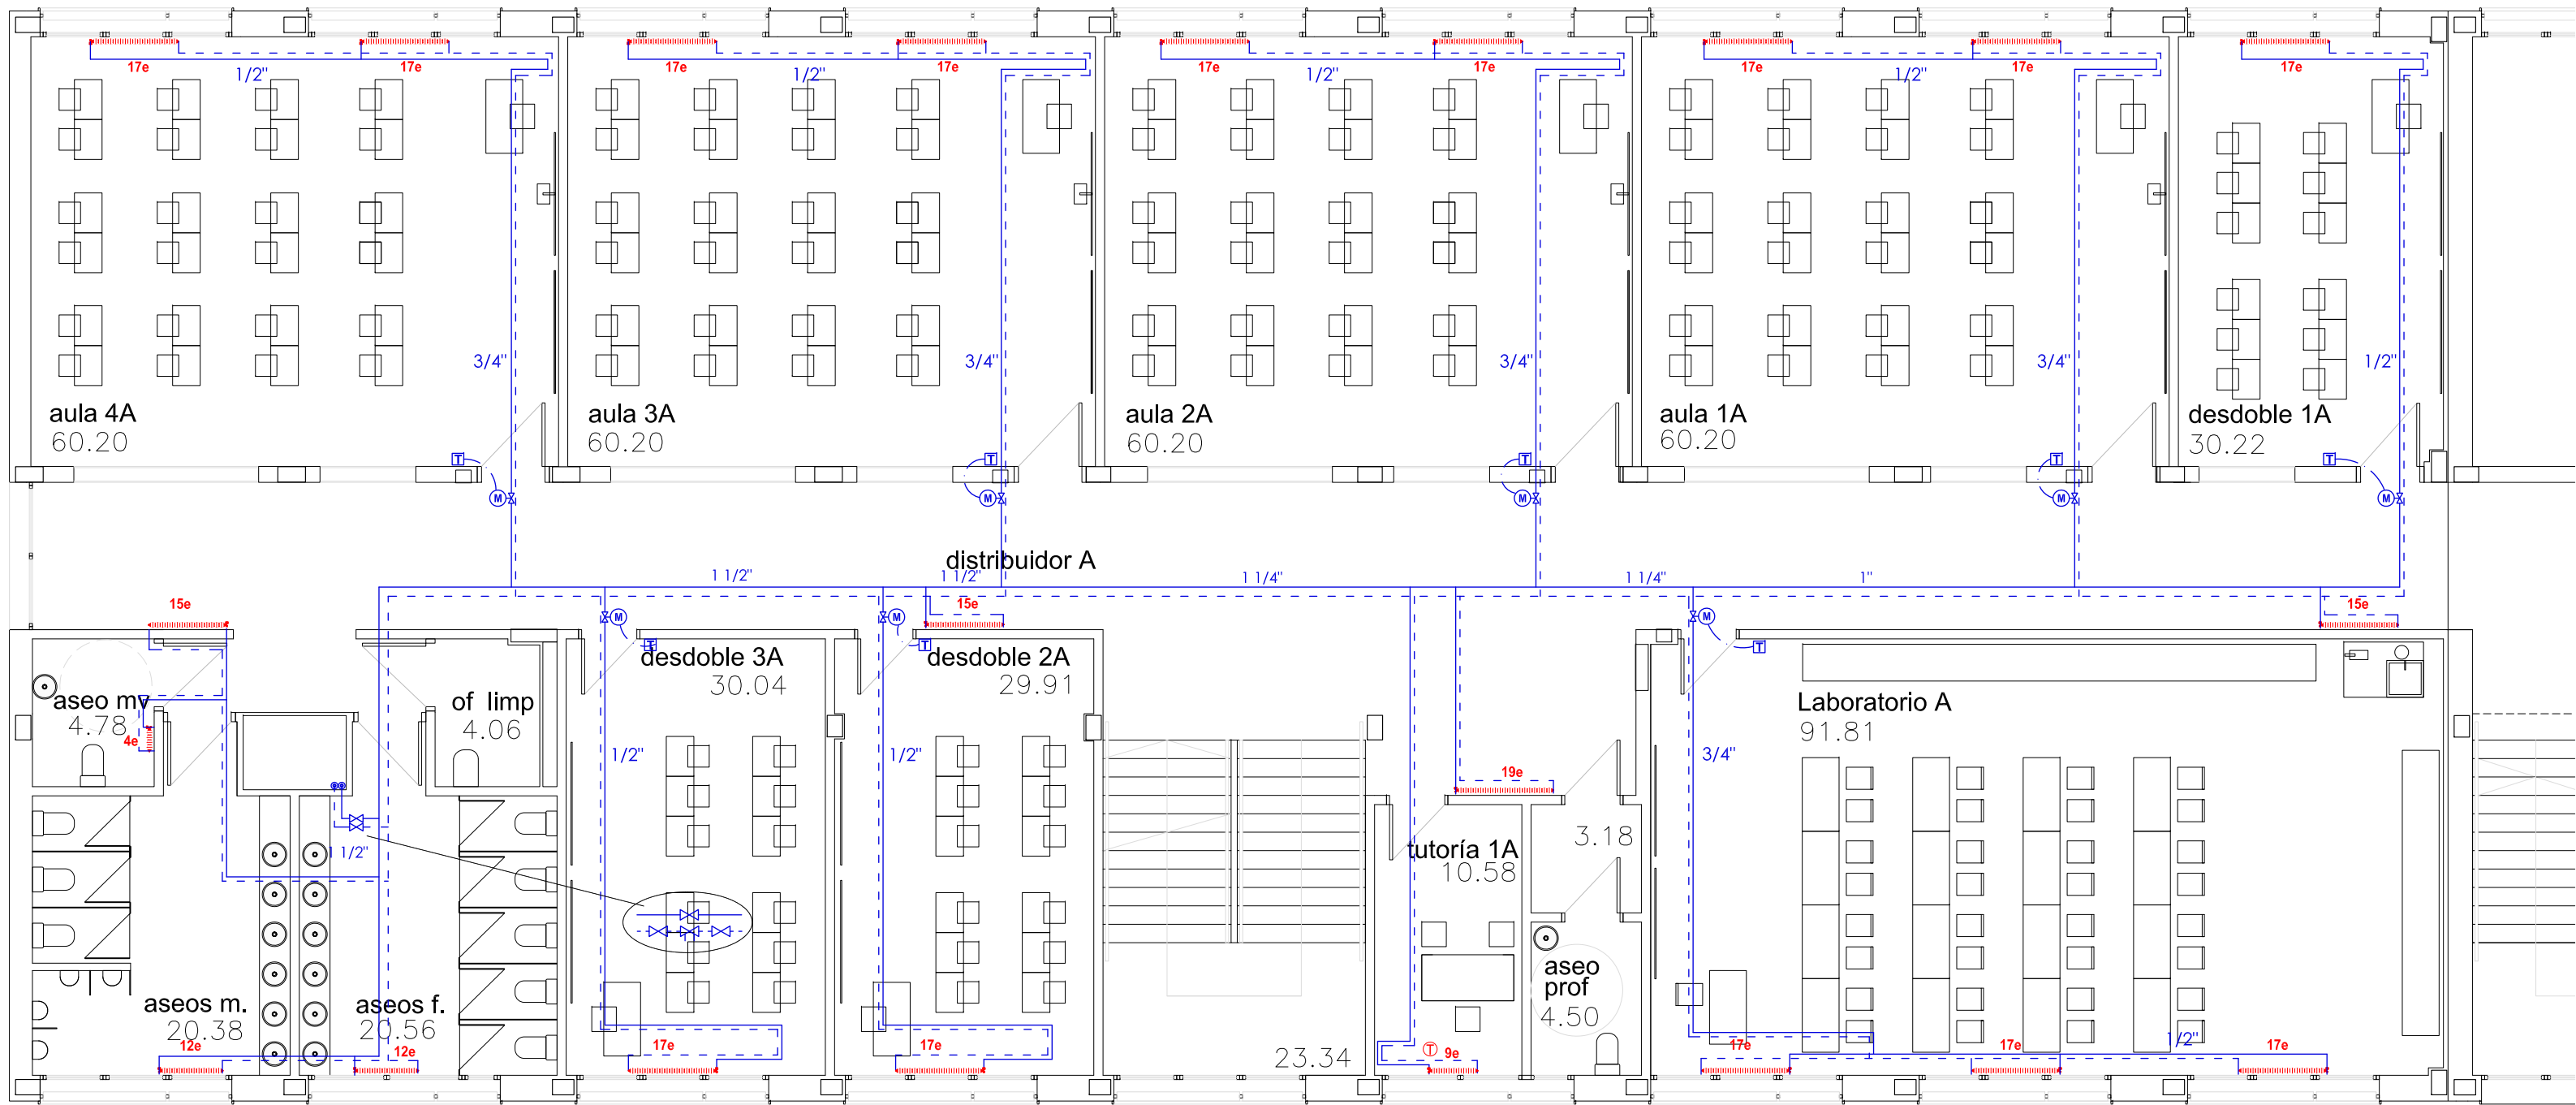 17e 17e 17e 17e 17e 17e 17e 17e 17e
1/2" 1/2" 1/2" 1/2"
3/4" 3/4" 3/4" 3/4" 1/2"
aula 4A
60.20
aula 3A
60.20
aula 2A
60.20
aula 1A
60.20
desdoble 1A
30.22
T T T T T
M M M M M
distribuidor A
1 1/2" 1 1/2" 1 1/4" 1 1/4" 1"
15e 15e 15e
M M M
T T T
aseo mv
4.78
4e
of limp
4.06
desdoble 3A
30.04
desdoble 2A
29.91
Laboratorio A
91.81
1/2" 1/2" 3/4"
19e
1 1/2"
tutoría 1A
10.58
3.18
aseo
prof
4.50
aseos m.
20.38
aseos f.
20.56
23.34
12e 12e 17e 17e
T 9e
17e 17e 1/2" 17e